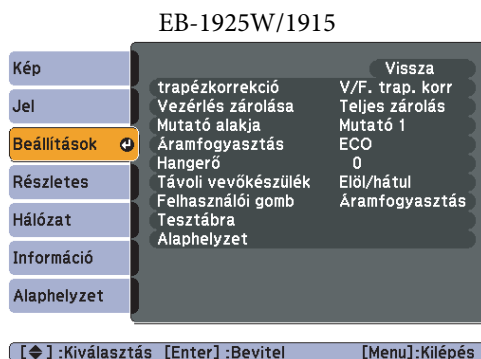 EB-1925W/1915
Kép
Jel
Beállítások
Részletes
Hálózat
Információ
Alaphelyzet
Vissza
trapézkorrekció V/F. trap. korr
Vezérlés zárolása Teljes zárolás
Mutató alakja Mutató 1
Áramfogyasztás ECO
Hangerő 0
Távoli vevőkészülék Elöl/hátul
Felhasználói gomb Áramfogyasztás
Tesztábra
Alaphelyzet
[◆] :Kiválasztás [Enter] :Bevitel [Menu]:Kilépés